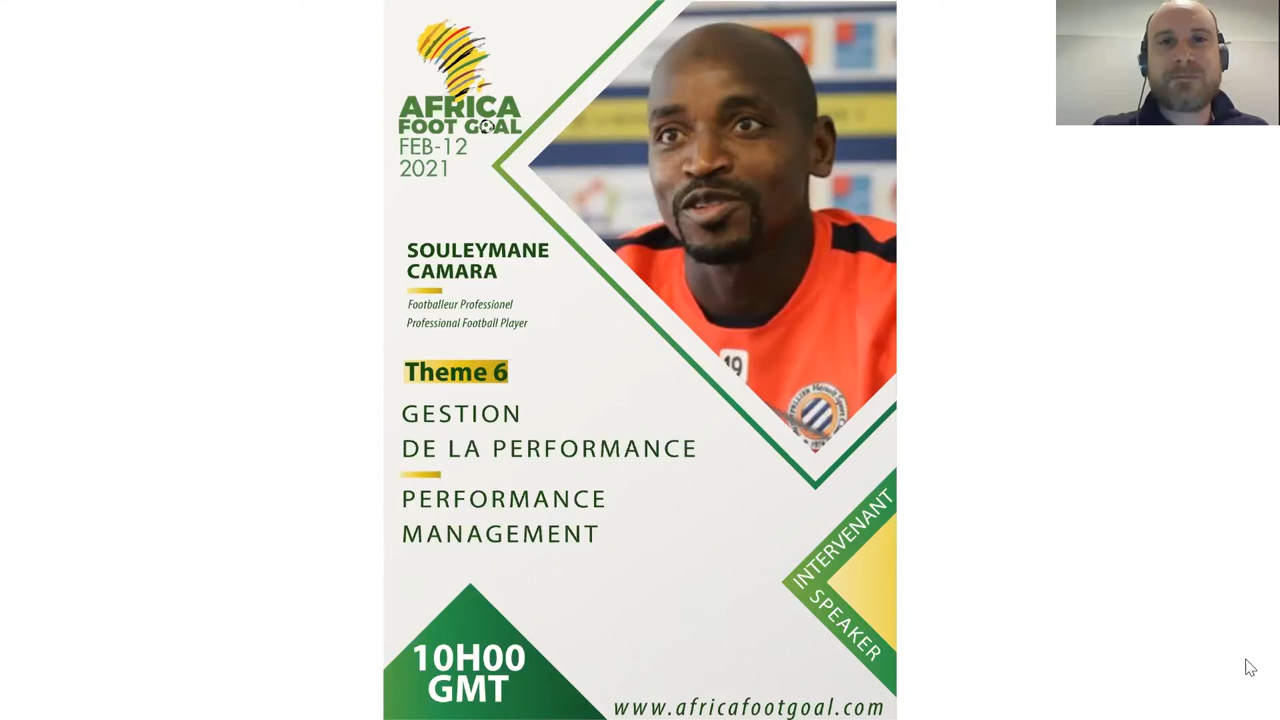 AFRICA
FOOT GOAL
FEB-12
2021
SOULEYMANE
CAMARA
Footballeur Professionel
Professional Football Player
Theme 6
GESTION
DE LA PERFORMANCE
PERFORMANCE
MANAGEMENT
19
INTERVENANT
SPEAKER
10H00
GMT
www.africafootgoal.com